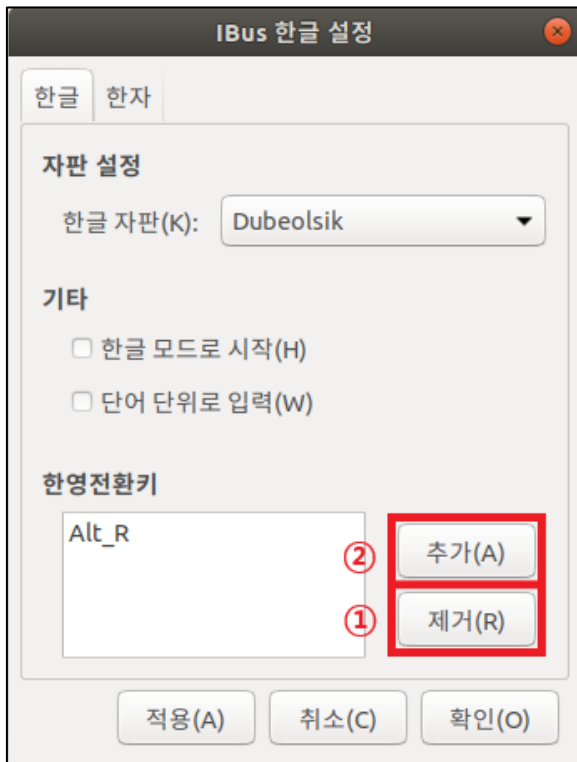 IBus 한글 설정
한글 한자
자판 설정
한글 자판(K): Dubeolsik
기타
한글 모드로 시작(H)
단어 단위로 입력(W)
한영전환키
Alt_R
② 추가(A)
① 제거(R)
적용(A) 취소(C) 확인(O)